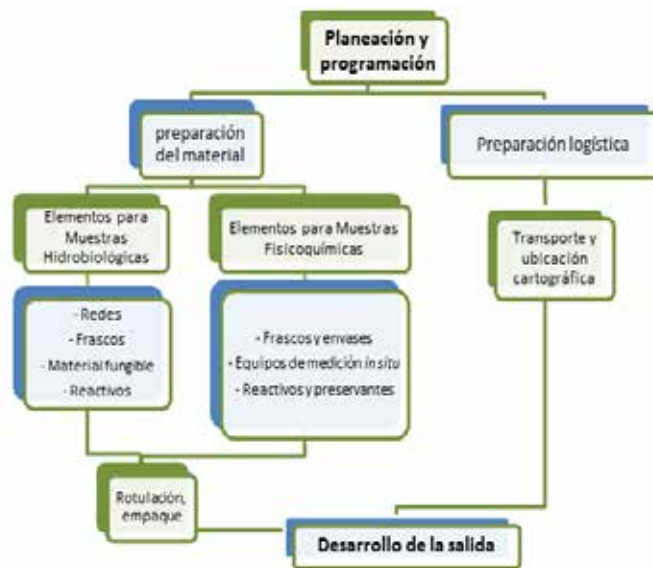 Planeación y
programación
preparación
del material
Preparación logística
Elementos para
Muestras
Hidrobiológicas
Elementos para Muestras
Fisicoquímicas
Transporte y
ubicación
cartográfica
- Redes
- Frascos
- Material fungible
- Reactivos
- Frascos y envases
- Equipos de medición in situ
- Reactivos y preservantes
Rotulación,
empaque
Desarrollo de la salida